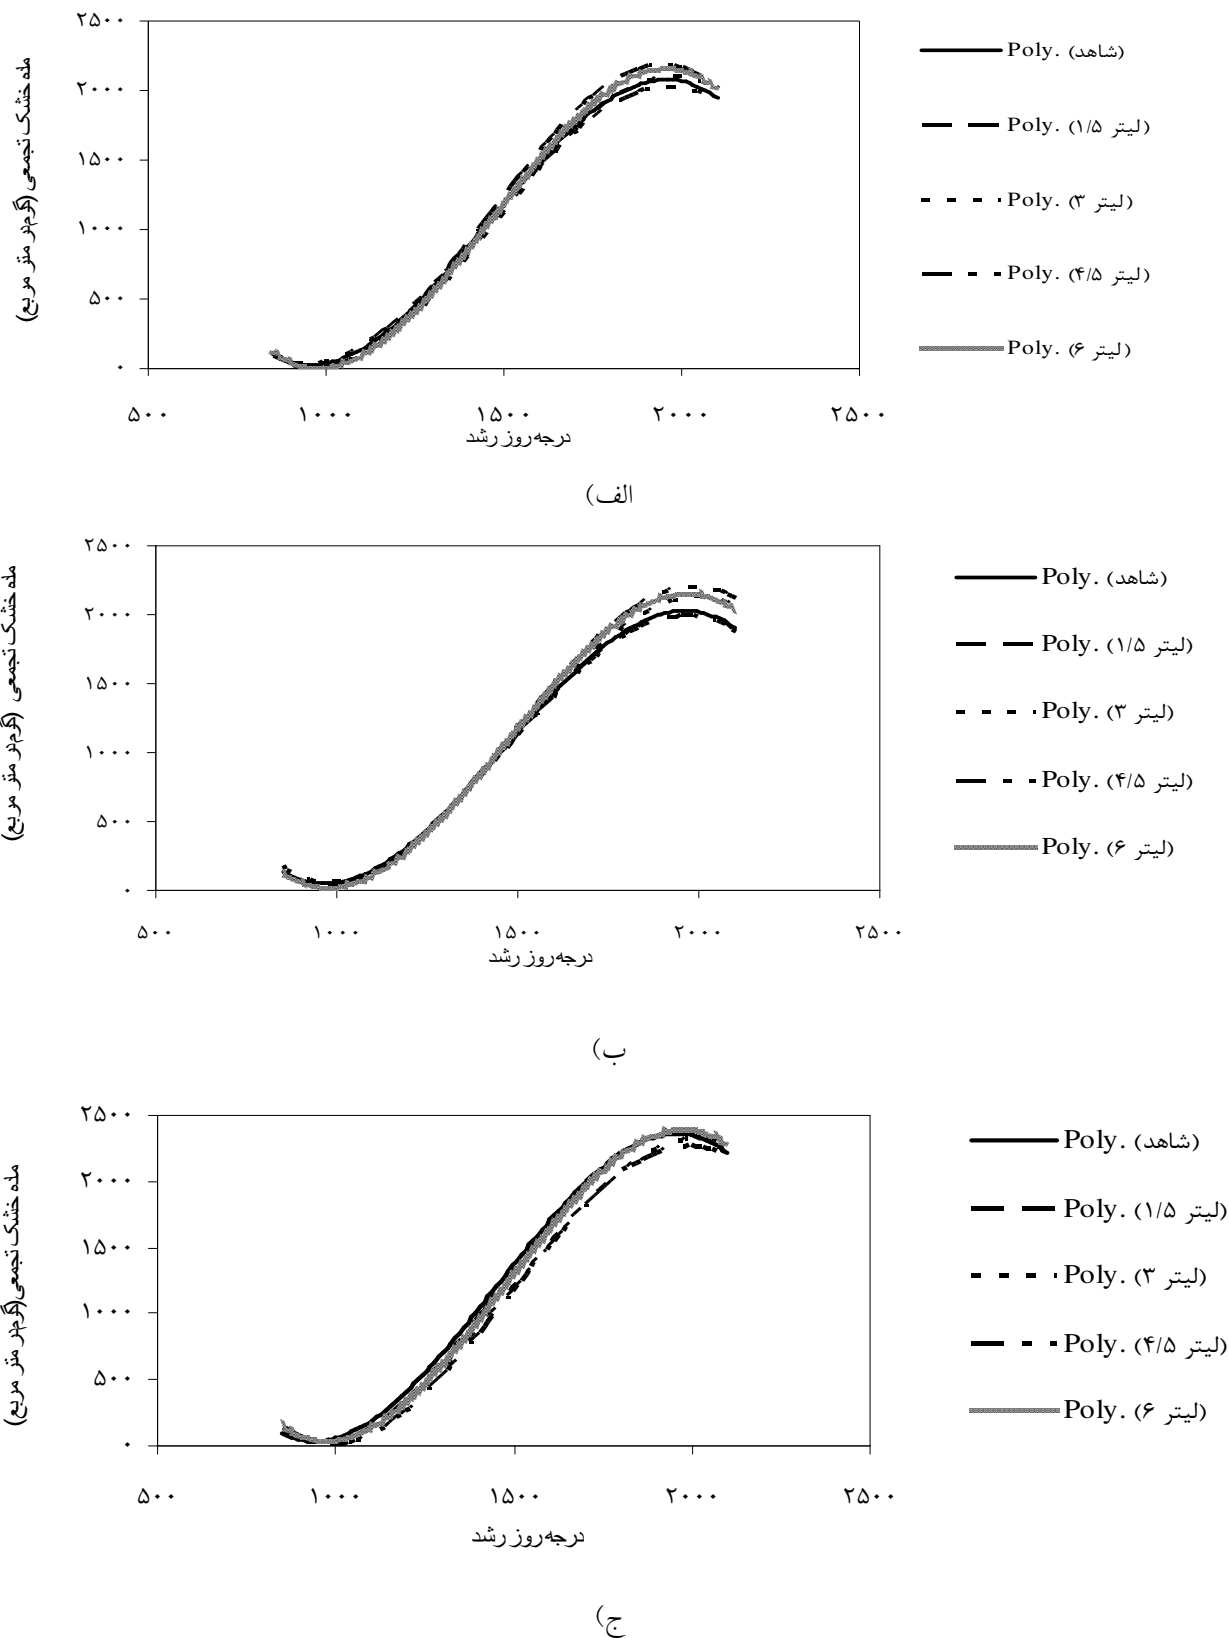 ماده خشک تجمعی (گرم در متر مربع)
۲۵۰۰
۲۰۰۰
۱۵۰۰
۱۰۰۰
۵۰۰
۰
۵۰۰ ۱۰۰۰ ۱۵۰۰ ۲۰۰۰ ۲۵۰۰
درجه روز رشد
Poly. (شاهد)
Poly. (۱/۵ لیتر)
Poly. (۳ لیتر)
Poly. (۴/۵ لیتر)
Poly. (۶ لیتر)
الف)
ماده خشک تجمعی (گرم در متر مربع)
۲۵۰۰
۲۰۰۰
۱۵۰۰
۱۰۰۰
۵۰۰
۰
۵۰۰ ۱۰۰۰ ۱۵۰۰ ۲۰۰۰ ۲۵۰۰
درجه روز رشد
Poly. (شاهد)
Poly. (۱/۵ لیتر)
Poly. (۳ لیتر)
Poly. (۴/۵ لیتر)
Poly. (۶ لیتر)
ب)
ماده خشک تجمعی (گرم در متر مربع)
۲۵۰۰
۲۰۰۰
۱۵۰۰
۱۰۰۰
۵۰۰
۰
۵۰۰ ۱۰۰۰ ۱۵۰۰ ۲۰۰۰ ۲۵۰۰
درجه روز رشد
Poly. (شاهد)
Poly. (۱/۵ لیتر)
Poly. (۳ لیتر)
Poly. (۴/۵ لیتر)
Poly. (۶ لیتر)
ج)